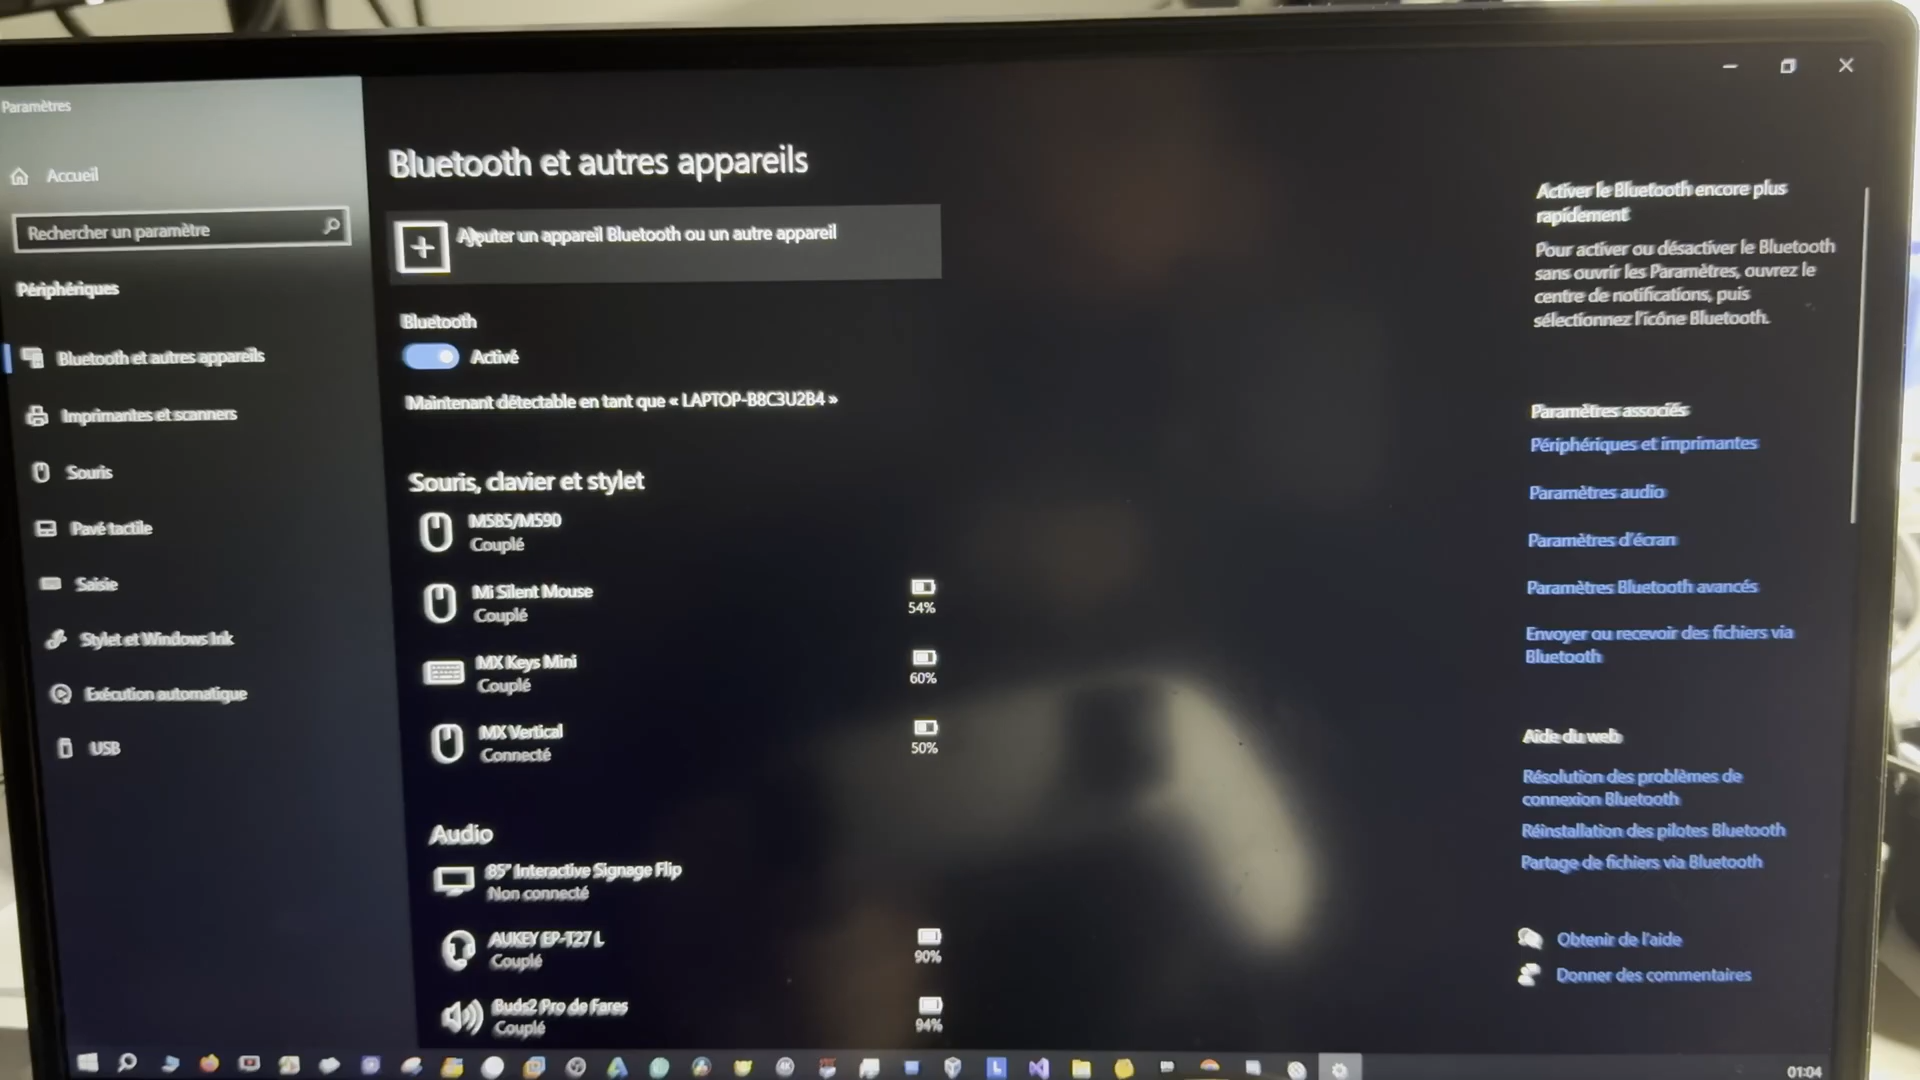 Paramètres
Accueil
Rechercher un paramètre
Périphériques
Bluetooth et autres appareils
Imprimantes et scanners
Souris
Pavé tactile
Saisie
Stylet et Windows Ink
Exécution automatique
USB
Bluetooth et autres appareils
Ajouter un appareil Bluetooth ou un autre appareil
Bluetooth
Activé
Maintenant détectable en tant que « LAPTOP-B8C3U2B4 »
Souris, clavier et stylet
M585/M590
Couplé
Mi Silent Mouse
Couplé
54%
MX Keys Mini
Couplé
60%
MX Vertical
Connecté
50%
Audio
85" Interactive Signage Flip
Non connecté
AUKEY EP-T27 L
Couplé
90%
Buds2 Pro de Fares
Couplé
94%
Activer le Bluetooth encore plus
rapidement
Pour activer ou désactiver le Bluetooth
sans ouvrir les Paramètres, ouvrez le
centre de notifications, puis
sélectionnez l'icône Bluetooth.
Paramètres associés
Périphériques et imprimantes
Paramètres audio
Paramètres d'écran
Paramètres Bluetooth avancés
Envoyer ou recevoir des fichiers via
Bluetooth
Aide du web
Résolution des problèmes de
connexion Bluetooth
Réinstallation des pilotes Bluetooth
Partage de fichiers via Bluetooth
Obtenir de l'aide
Donner des commentaires
01:04